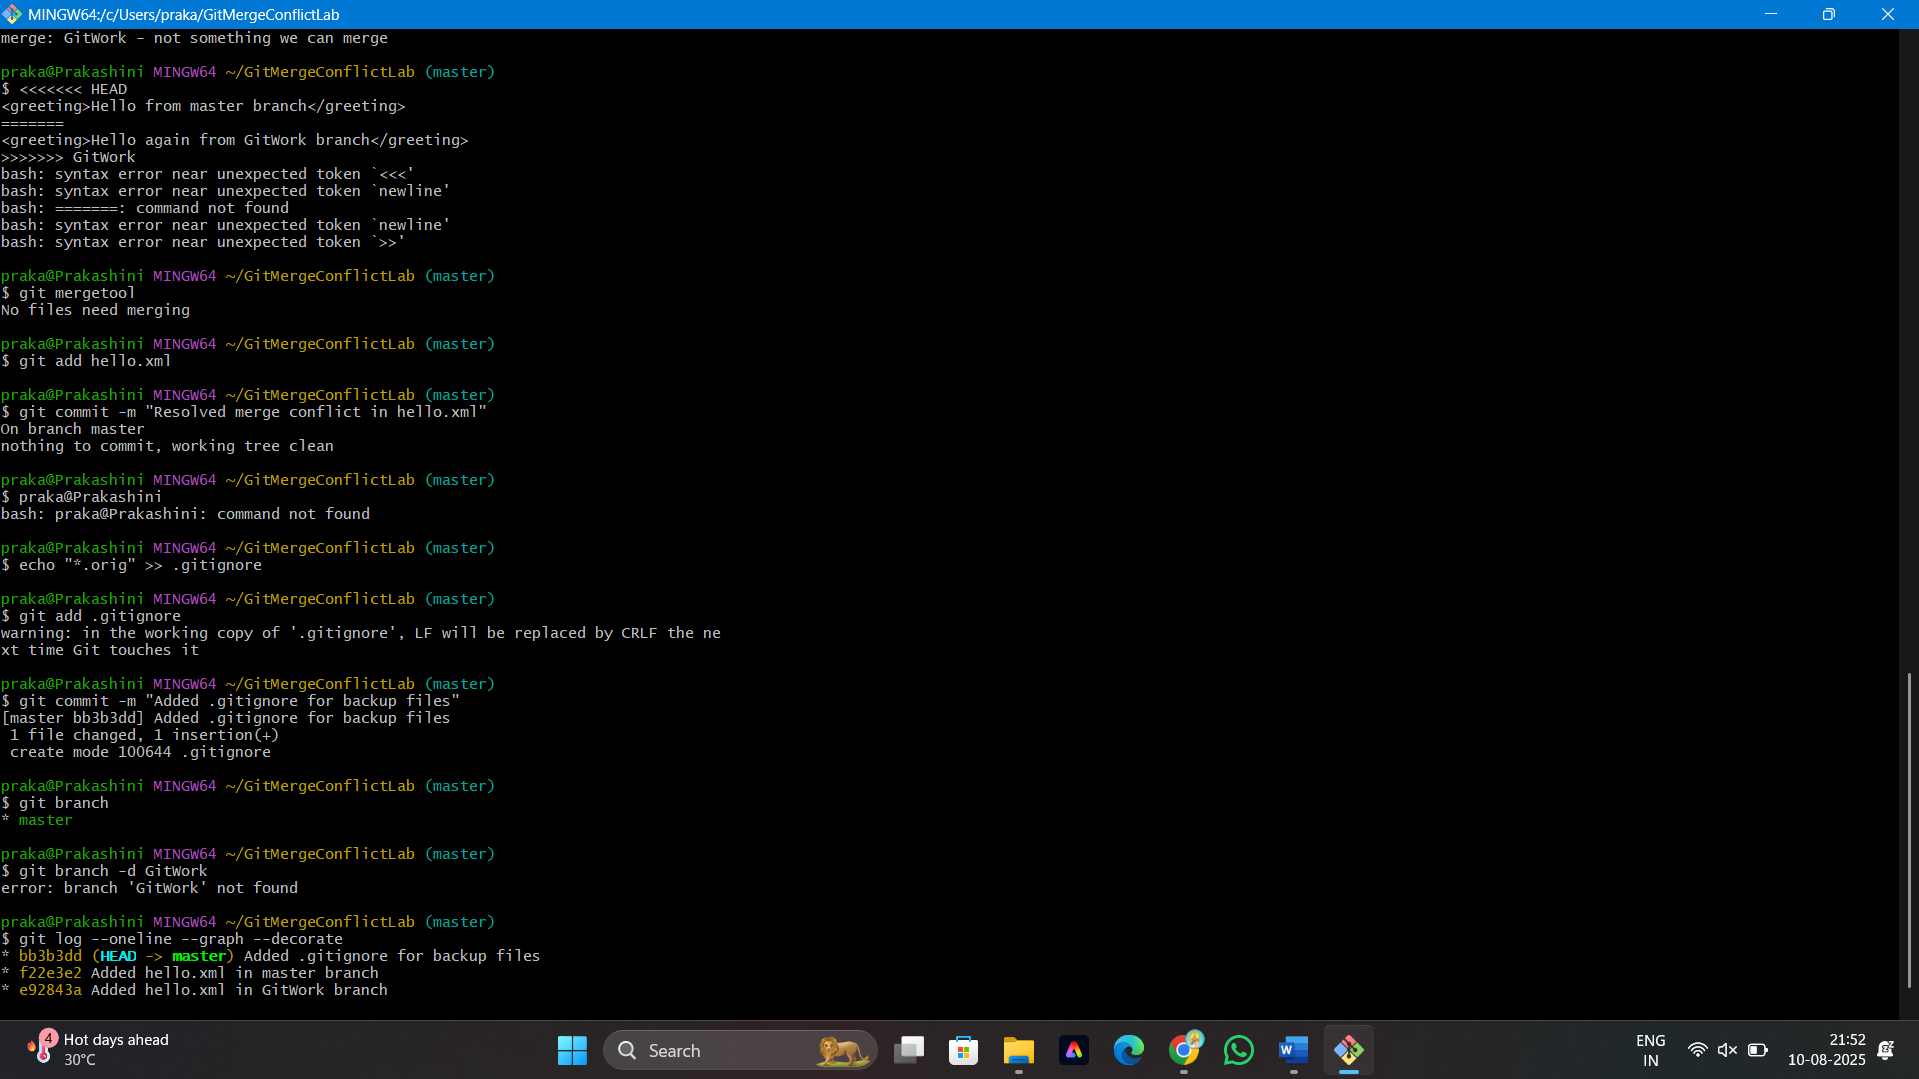 MINGW64:/c/Users/praka/GitMergeConflictLab
merge: GitWork - not something we can merge
praka@Prakashini MINGW64 ~/GitMergeConflictLab (master)
$ <<<<<<< HEAD
<greeting>Hello from master branch</greeting>
=======
<greeting>Hello again from GitWork branch</greeting>
>>>>>>> GitWork
bash: syntax error near unexpected token `<<<'
bash: syntax error near unexpected token `newline'
bash: =======: command not found
bash: syntax error near unexpected token `newline'
bash: syntax error near unexpected token `>>'
praka@Prakashini MINGW64 ~/GitMergeConflictLab (master)
$ git mergetool
No files need merging
praka@Prakashini MINGW64 ~/GitMergeConflictLab (master)
$ git add hello.xml
praka@Prakashini MINGW64 ~/GitMergeConflictLab (master)
$ git commit -m "Resolved merge conflict in hello.xml"
On branch master
nothing to commit, working tree clean
praka@Prakashini MINGW64 ~/GitMergeConflictLab (master)
$ praka@Prakashini
bash: praka@Prakashini: command not found
praka@Prakashini MINGW64 ~/GitMergeConflictLab (master)
$ echo "*.orig" >> .gitignore
praka@Prakashini MINGW64 ~/GitMergeConflictLab (master)
$ git add .gitignore
warning: in the working copy of '.gitignore', LF will be replaced by CRLF the ne
xt time Git touches it
praka@Prakashini MINGW64 ~/GitMergeConflictLab (master)
$ git commit -m "Added .gitignore for backup files"
[master bb3b3dd] Added .gitignore for backup files
 1 file changed, 1 insertion(+)
 create mode 100644 .gitignore
praka@Prakashini MINGW64 ~/GitMergeConflictLab (master)
$ git branch
* master
praka@Prakashini MINGW64 ~/GitMergeConflictLab (master)
$ git branch -d GitWork
error: branch 'GitWork' not found
praka@Prakashini MINGW64 ~/GitMergeConflictLab (master)
$ git log --oneline --graph --decorate
* bb3b3dd (HEAD -> master) Added .gitignore for backup files
* f22e3e2 Added hello.xml in master branch
* e92843a Added hello.xml in GitWork branch
4
Hot days ahead
30°C
Search
W
ENG
IN
21:52
10-08-2025